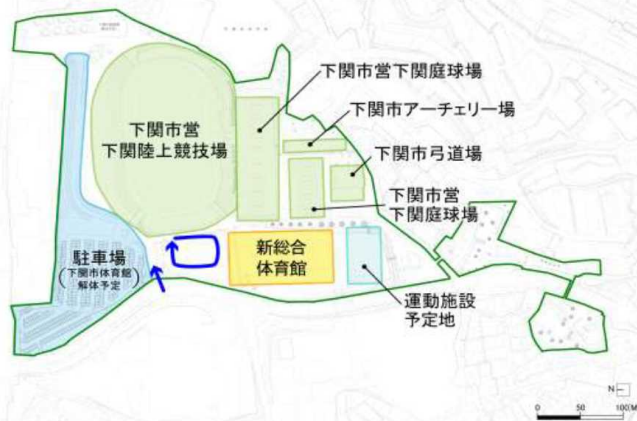 下関市営下関庭球場
下関市アーチェリー場
下関市営
下関陸上競技場
下関市弓道場
下関市営
下関庭球場
駐車場
(下関市体育館
解体予定)
新総合
体育館
運動施設
予定地
N
0 50 100M